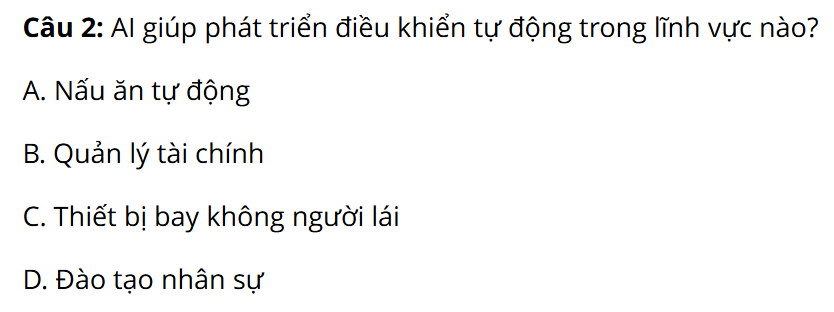 Câu 2: AI giúp phát triển điều khiển tự động trong lĩnh vực nào?
A. Nấu ăn tự động
B. Quản lý tài chính
C. Thiết bị bay không người lái
D. Đào tạo nhân sự